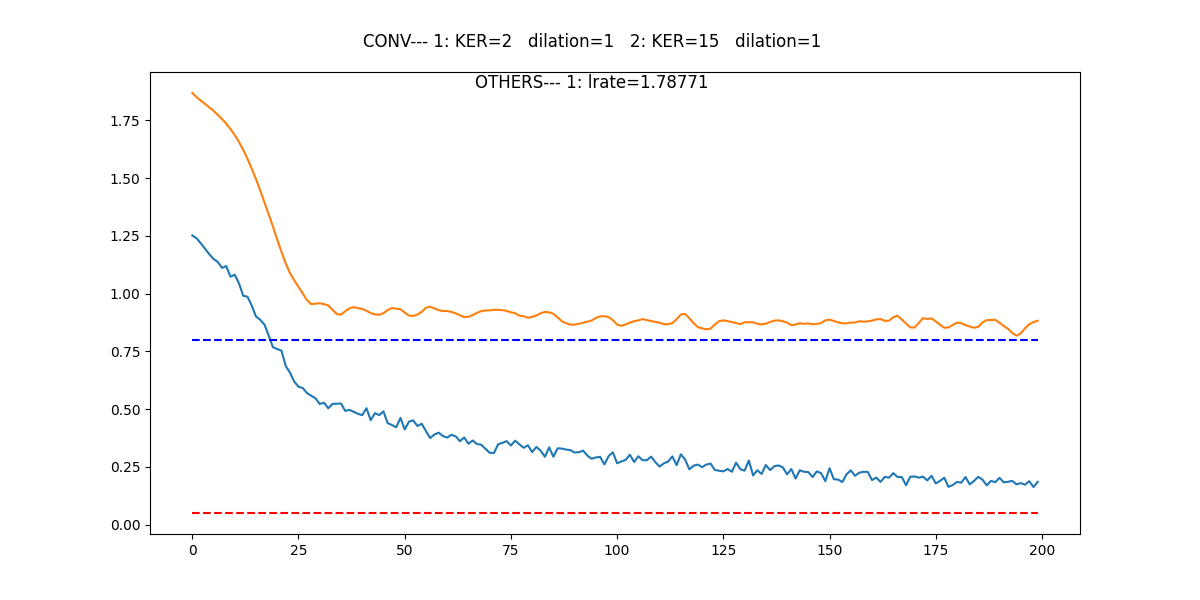 CONV--- 1: KER=2   dilation=1   2: KER=15   dilation=1
OTHERS--- 1: lrate=1.78771
1.75
1.50
1.25
1.00
0.75
0.50
0.25
0.00
0 25 50 75 100 125 150 175 200